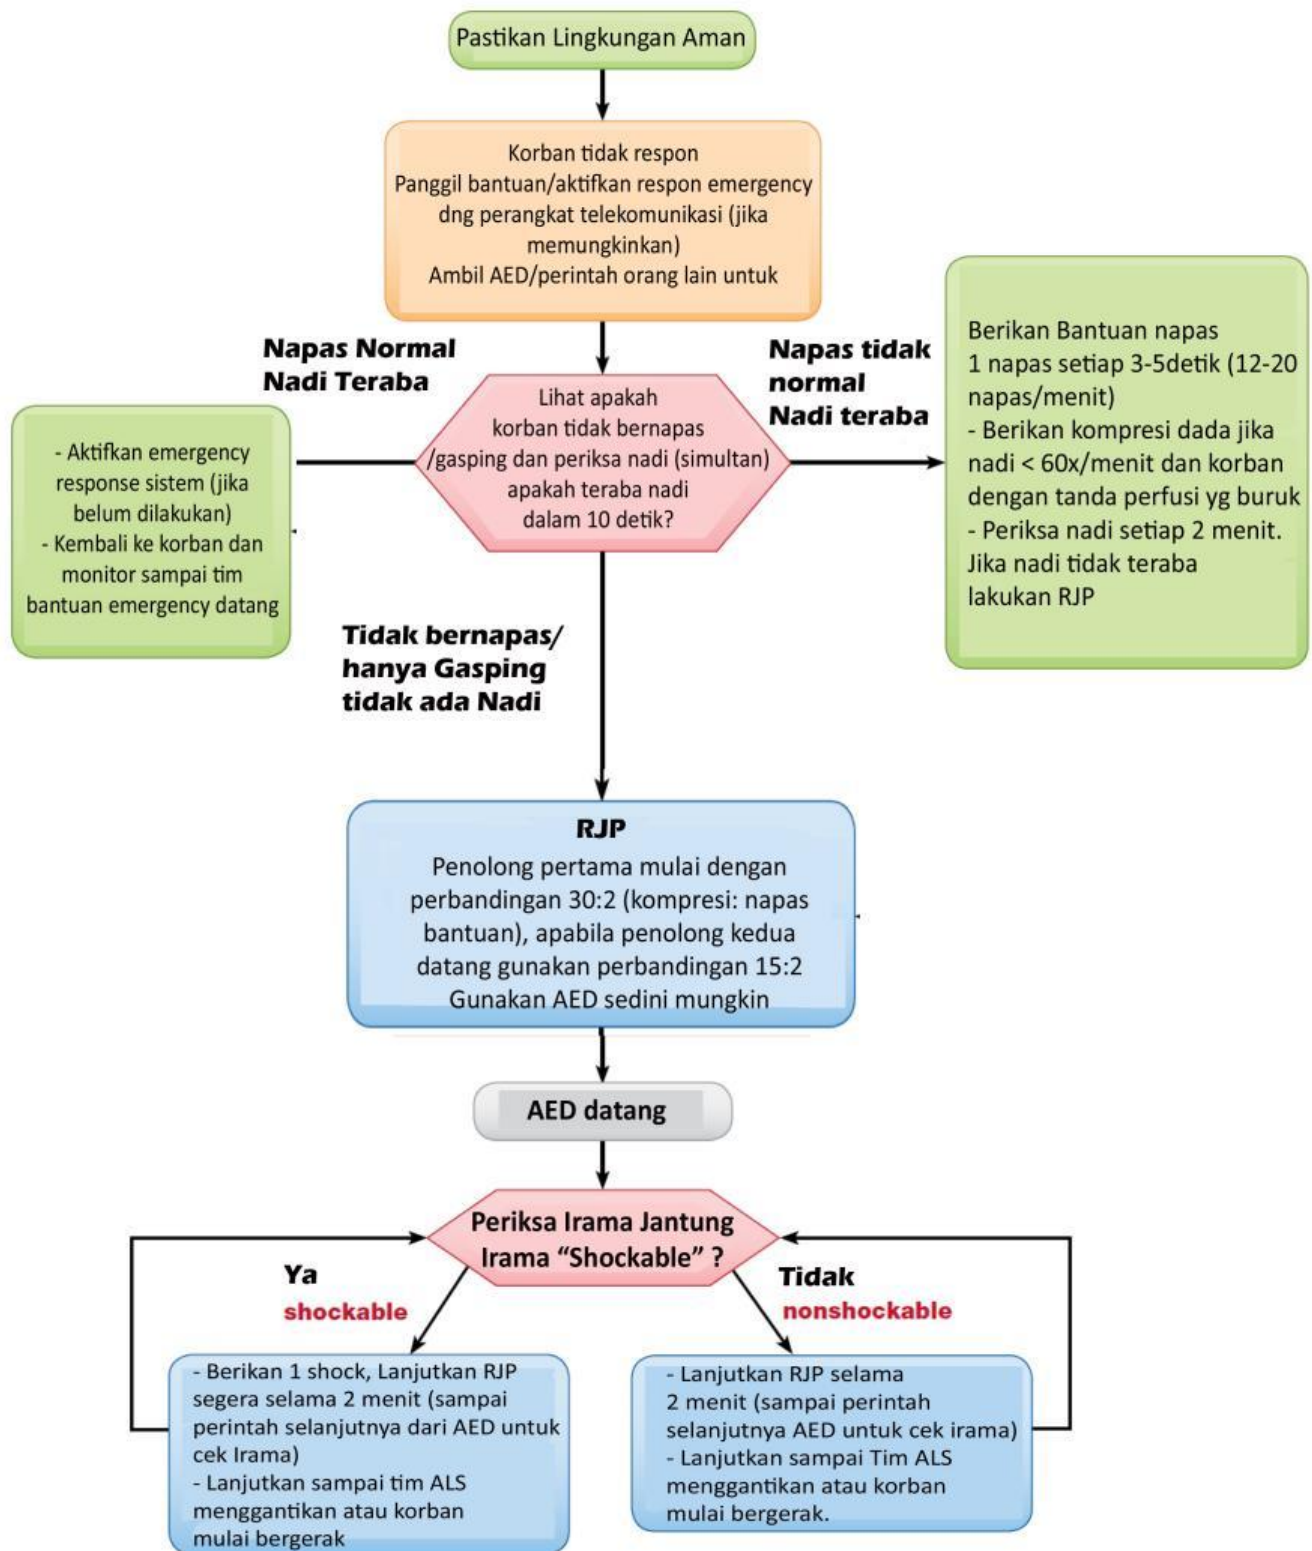 Pastikan Lingkungan Aman
Korban tidak respon
Panggil bantuan/aktifkan respon emergency
dng perangkat telekomunikasi (jika
memungkinkan)
Ambil AED/perintah orang lain untuk
Napas Normal
Nadi Teraba
Napas tidak
normal
Nadi teraba
Lihat apakah
korban tidak bernapas
/gasping dan periksa nadi (simultan)
apakah teraba nadi
dalam 10 detik?
- Aktifkan emergency
response sistem (jika
belum dilakukan)
- Kembali ke korban dan
monitor sampai tim
bantuan emergency datang
Berikan Bantuan napas
1 napas setiap 3-5detik (12-20
napas/menit)
- Berikan kompresi dada jika
nadi < 60x/menit dan korban
dengan tanda perfusi yg buruk
- Periksa nadi setiap 2 menit.
Jika nadi tidak teraba
lakukan RJP
Tidak bernapas/
hanya Gasping
tidak ada Nadi
RJP
Penolong pertama mulai dengan
perbandingan 30:2 (kompresi: napas
bantuan), apabila penolong kedua
datang gunakan perbandingan 15:2
Gunakan AED sedini mungkin
AED datang
Periksa Irama Jantung
Irama “Shockable” ?
Ya
shockable
Tidak
nonshockable
- Berikan 1 shock, Lanjutkan RJP
segera selama 2 menit (sampai
perintah selanjutnya dari AED untuk
cek Irama)
- Lanjutkan sampai tim ALS
menggantikan atau korban
mulai bergerak
- Lanjutkan RJP selama
2 menit (sampai perintah
selanjutnya AED untuk cek irama)
- Lanjutkan sampai Tim ALS
menggantikan atau korban
mulai bergerak.